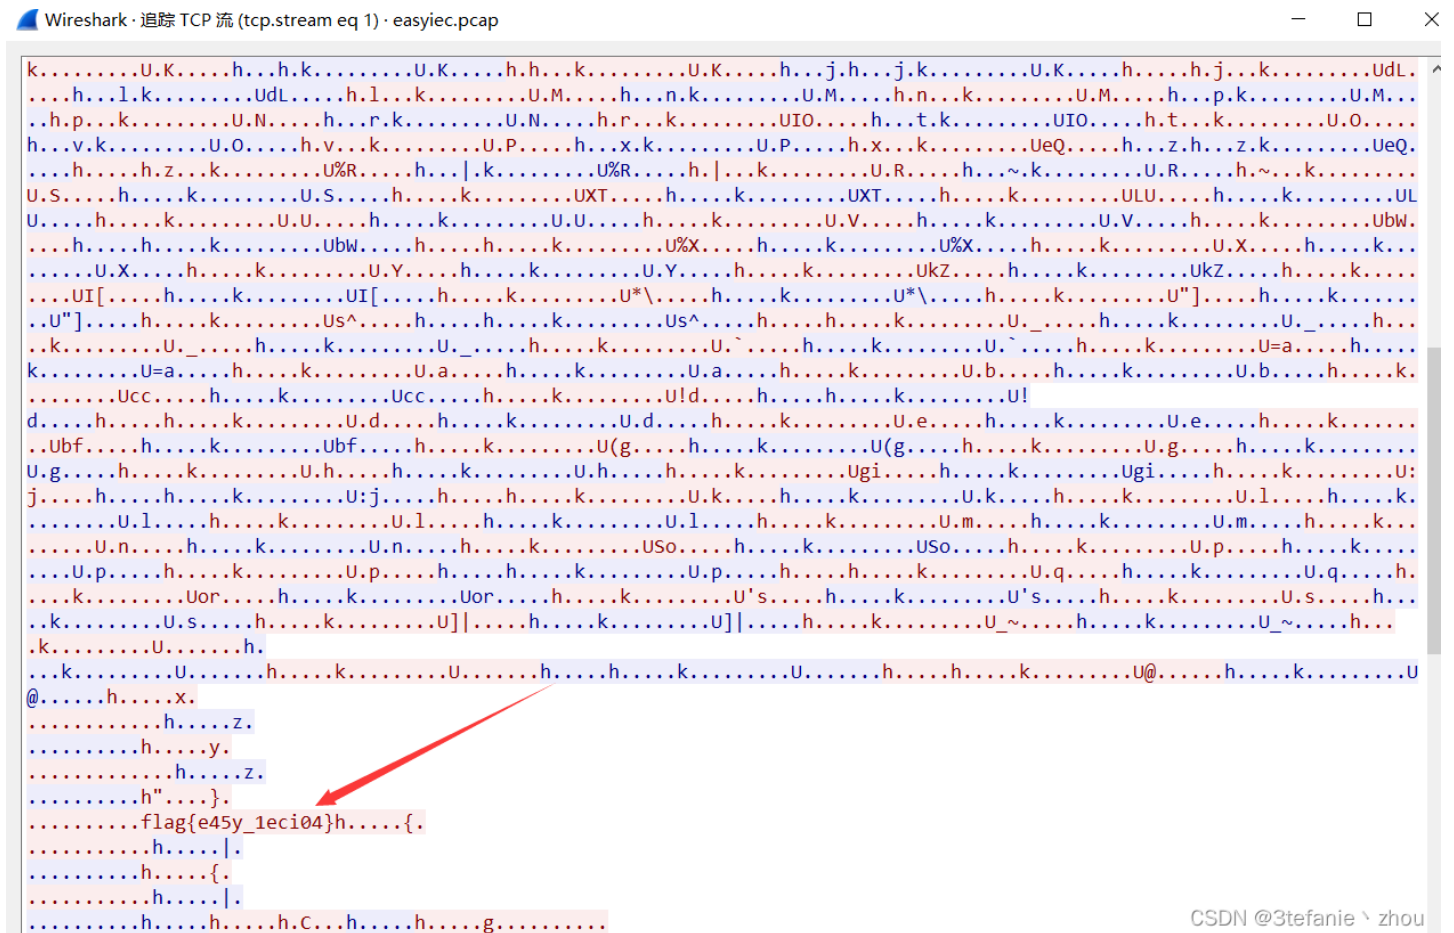 Wireshark · 追踪 TCP 流 (tcp.stream eq 1) · easyiec.pcap
k.........U.K.....h...h.k.........U.K.....h.h...k.........U.K.....h...j.h...j.k.........U.K.....h.....h.j...k.........UdL.
....h...l.k.........UdL.....h.l...k.........U.M.....h...n.k.........U.M.....h.n...k.........U.M.....h...p.k.........U.M...
..h.p...k.........U.N.....h...r.k.........U.N.....h.r...k.........UIO.....h...t.k.........UIO.....h.t...k.........U.O.....
h...v.k.........U.O.....h.v...k.........U.P.....h...x.k.........U.P.....h.x...k.........UeQ.....h...z.h...z.k.........UeQ.
....h.....h.z...k.........U%R.....h...|.k.........U%R.....h.|...k.........U.R.....h...~.k.........U.R.....h.~...k.........
U.S.....h.....k.........U.S.....h.....k.........UXT.....h.....k.........UXT.....h.....k.........ULU.....h.....k.........UL
U.....h.....k.........U.U.....h.....k.........U.U.....h.....k.........U.V.....h.....k.........U.V.....h.....k.........UbW.
....h.....h.....k.........UbW.....h.....h.....k.........U%X.....h.....k.........U%X.....h.....k.........U.X.....h.....k...
......U.X.....h.....k.........U.Y.....h.....k.........U.Y.....h.....k.........UkZ.....h.....k.........UkZ.....h.....k.....
....UI[.....h.....k.........UI[.....h.....k.........U*\.....h.....k.........U*\.....h.....k.........U"].....h.....k.......
..U"].....h.....k.........Us^.....h.....h.....k.........Us^.....h.....h.....k.........U._.....h.....k.........U._.....h...
..k.........U._.....h.....k.........U._.....h.....k.........U.`.....h.....k.........U.`.....h.....k.........U=a.....h.....
k.........U=a.....h.....k.........U.a.....h.....k.........U.a.....h.....k.........U.b.....h.....k.........U.b.....h.....k.
........Ucc.....h.....k.........Ucc.....h.....k.........U!d.....h.....h.....k.........U!
d.....h.....h.....k.........U.d.....h.....k.........U.d.....h.....k.........U.e.....h.....k.........U.e.....h.....k.......
..Ubf.....h.....k.........Ubf.....h.....k.........U(g.....h.....k.........U(g.....h.....k.........U.g.....h.....k.........
U.g.....h.....k.........U.h.....h.....k.........U.h.....h.....k.........Ugi.....h.....k.........Ugi.....h.....k.........U:
j.....h.....h.....k.........U:j.....h.....h.....k.........U.k.....h.....k.........U.k.....h.....k.........U.l.....h.....k.
........U.l.....h.....k.........U.l.....h.....k.........U.l.....h.....k.........U.m.....h.....k.........U.m.....h.....k...
......U.n.....h.....k.........U.n.....h.....k.........USo.....h.....k.........USo.....h.....k.........U.p.....h.....k.....
....U.p.....h.....k.........U.p.....h.....h.....k.........U.p.....h.....h.....k.........U.q.....h.....k.........U.q.....h.
....k.........Uor.....h.....k.........Uor.....h.....k.........U's.....h.....k.........U's.....h.....k.........U.s.....h...
..k.........U.s.....h.....k.........U]|.....h.....k.........U]|.....h.....k.........U_~.....h.....k.........U_~.....h...
.k.........U.......h.
...k.........U.......h.....k.........U.......h.....h.....k.........U.......h.....h.....k.........U@......h.....k.........U
@......h.....x.
............h.....z.
..........h.....y.
.............h.....z.
..........h"....}.
..........flag{e45y_1eci04}h.....{.
...........h.....|.
..........h.....{.
...........h.....|.
..........h.....h.....h.C...h.....h.....g..........
CSDN @3tefanie丶zhou